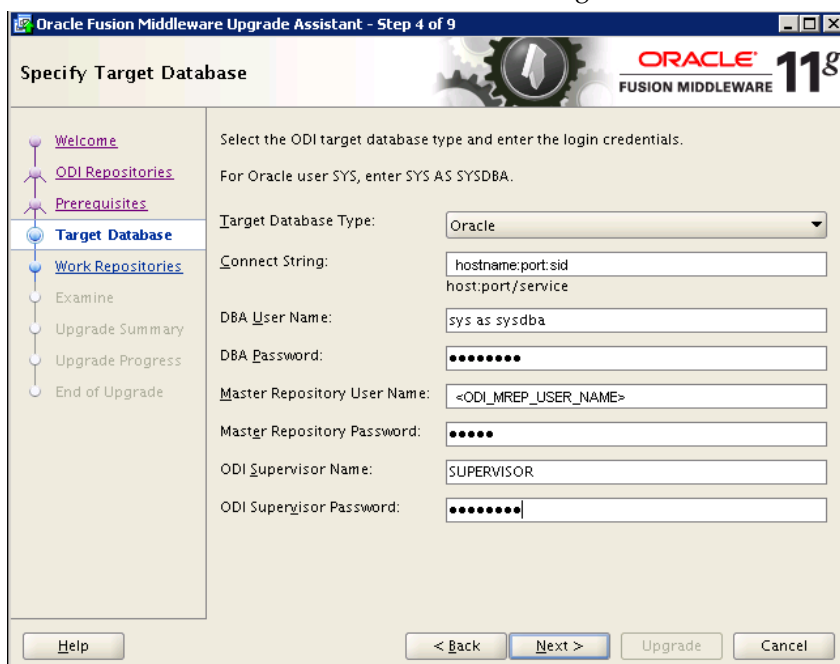 Oracle Fusion Middleware Upgrade Assistant - Step 4 of 9
Specify Target Database
ORACLE
FUSION MIDDLEWARE 11g
Welcome
ODI Repositories
Prerequisites
Target Database
Work Repositories
Examine
Upgrade Summary
Upgrade Progress
End of Upgrade
Select the ODI target database type and enter the login credentials.
For Oracle user SYS, enter SYS AS SYSDBA.
Target Database Type: Oracle
Connect String: hostname:port:sid
host:port/service
DBA User Name: sys as sysdba
DBA Password: ●●●●●●●●
Master Repository User Name: <ODI_MREP_USER_NAME>
Master Repository Password: ●●●●●
ODI Supervisor Name: SUPERVISOR
ODI Supervisor Password: ●●●●●●●●
Help
< Back
Next >
Upgrade
Cancel